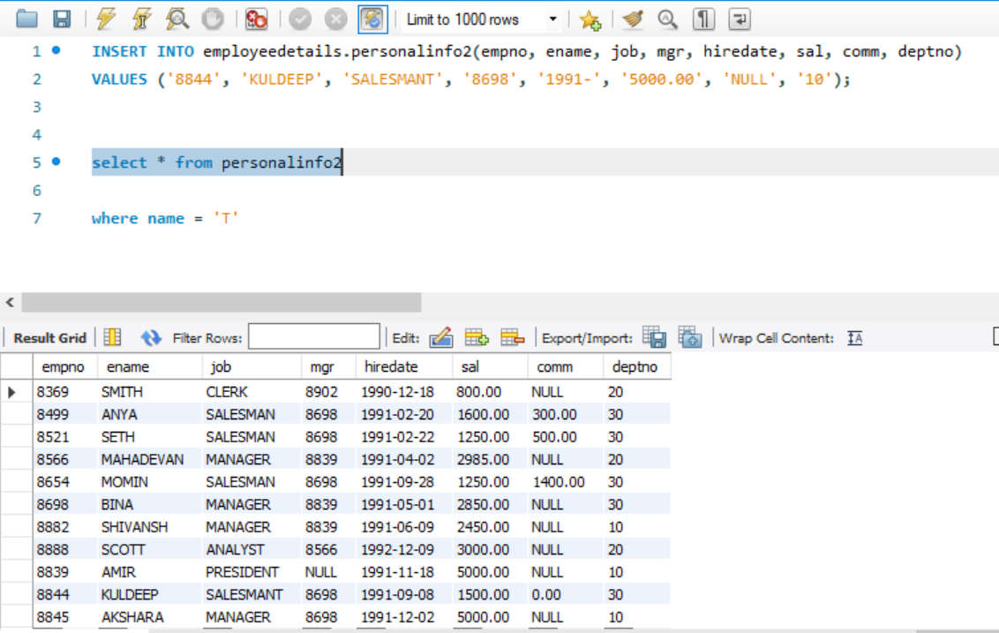 Limit to 1000 rows
1 INSERT INTO employeedetails.personalinfo2(empno, ename, job, mgr, hiredate, sal, comm, deptno)
2 VALUES ('8844', 'KULDEEP', 'SALESMANT', '8698', '1991-', '5000.00', 'NULL', '10');
3
4
5 select * from personalinfo2
6
7 where name = 'T'
Result Grid Filter Rows: Edit: Export/Import: Wrap Cell Content: IA
empno ename job mgr hiredate sal comm deptno
8369 SMITH CLERK 8902 1990-12-18 800.00 NULL 20
8499 ANYA SALESMAN 8698 1991-02-20 1600.00 300.00 30
8521 SETH SALESMAN 8698 1991-02-22 1250.00 500.00 30
8566 MAHADEVAN MANAGER 8839 1991-04-02 2985.00 NULL 20
8654 MOMIN SALESMAN 8698 1991-09-28 1250.00 1400.00 30
8698 BINA MANAGER 8839 1991-05-01 2850.00 NULL 30
8882 SHIVANSH MANAGER 8839 1991-06-09 2450.00 NULL 10
8888 SCOTT ANALYST 8566 1992-12-09 3000.00 NULL 20
8839 AMIR PRESIDENT NULL 1991-11-18 5000.00 NULL 10
8844 KULDEEP SALESMANT 8698 1991-09-08 1500.00 0.00 30
8845 AKSHARA MANAGER 8698 1991-12-02 5000.00 NULL 10